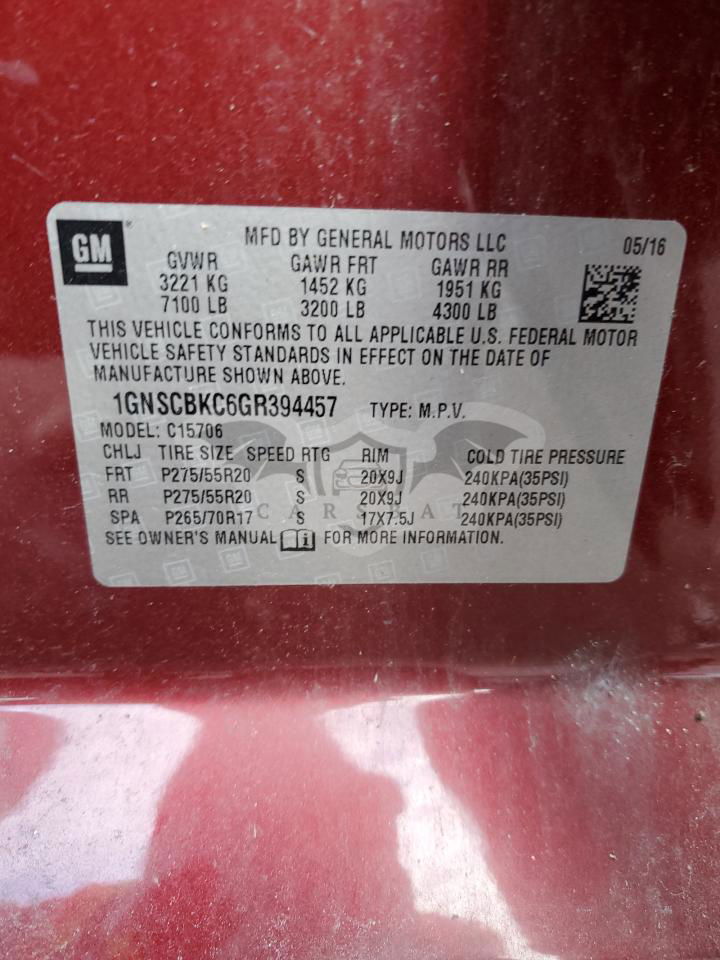 GM
MFD BY GENERAL MOTORS LLC 05/16
GVWR GAWR FRT GAWR RR
3221 KG 1452 KG 1951 KG
7100 LB 3200 LB 4300 LB
THIS VEHICLE CONFORMS TO ALL APPLICABLE U.S. FEDERAL MOTOR
VEHICLE SAFETY STANDARDS IN EFFECT ON THE DATE OF
MANUFACTURE SHOWN ABOVE.
1GNSCBKC6GR394457 TYPE: M.P.V.
MODEL: C15706
CHLJ TIRE SIZE SPEED RTG RIM COLD TIRE PRESSURE
FRT P275/55R20 S 20X9J 240KPA(35PSI)
RR P275/55R20 S 20X9J 240KPA(35PSI)
CARSEAT
SPA P265/70R17 S 17X7.5J 240KPA(35PSI)
SEE OWNER'S MANUAL FOR MORE INFORMATION.